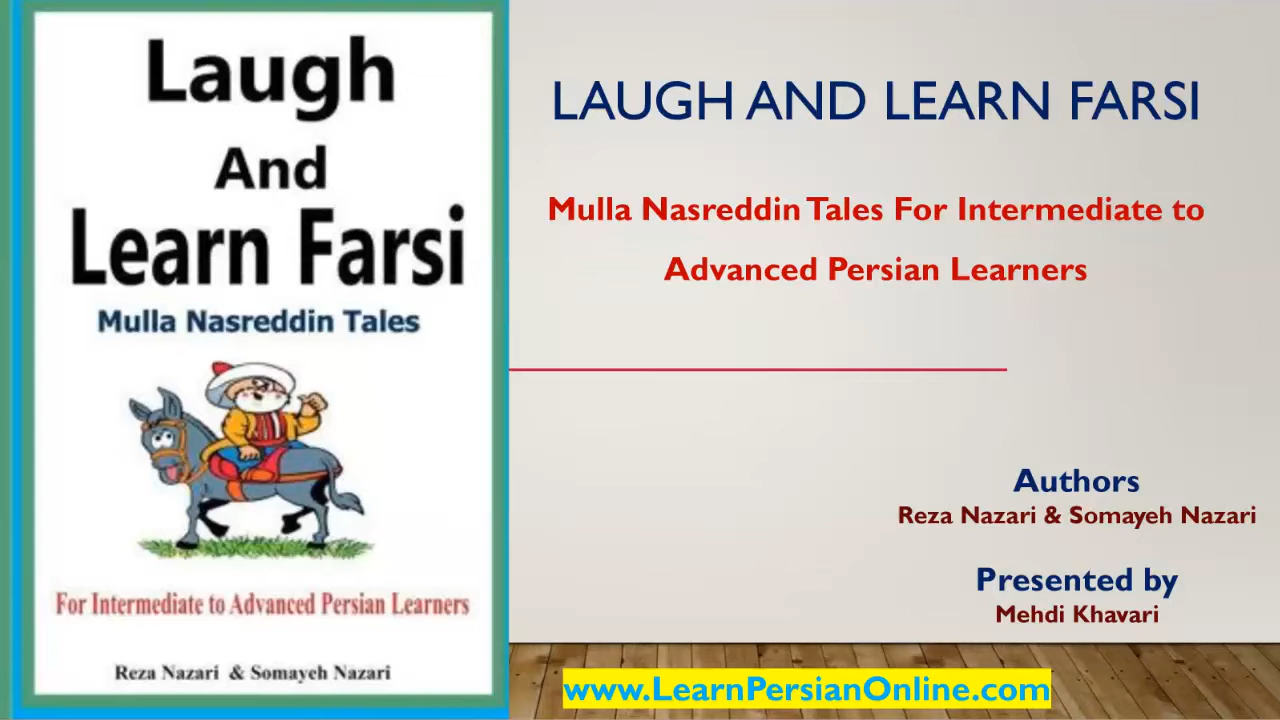 Laugh
And
Learn Farsi
Mulla Nasreddin Tales
For Intermediate to Advanced Persian Learners
Reza Nazari & Somayeh Nazari
LAUGH AND LEARN FARSI
Mulla Nasreddin Tales For Intermediate to
Advanced Persian Learners
Authors
Reza Nazari & Somayeh Nazari
Presented by
Mehdi Khavari
www.LearnPersianOnline.com